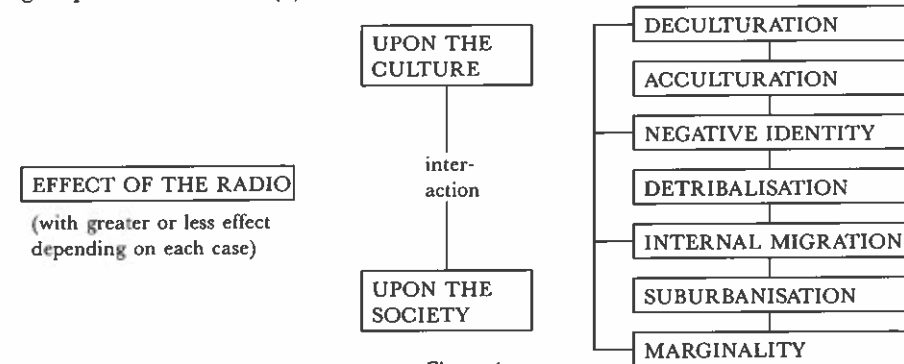 EFFECT OF THE RADIO
(with greater or less effect
depending on each case)
UPON THE
CULTURE
inter-
action
UPON THE
SOCIETY
DECULTURATION
ACCULTURATION
NEGATIVE IDENTITY
DETRIBALISATION
INTERNAL MIGRATION
SUBURBANISATION
MARGINALITY